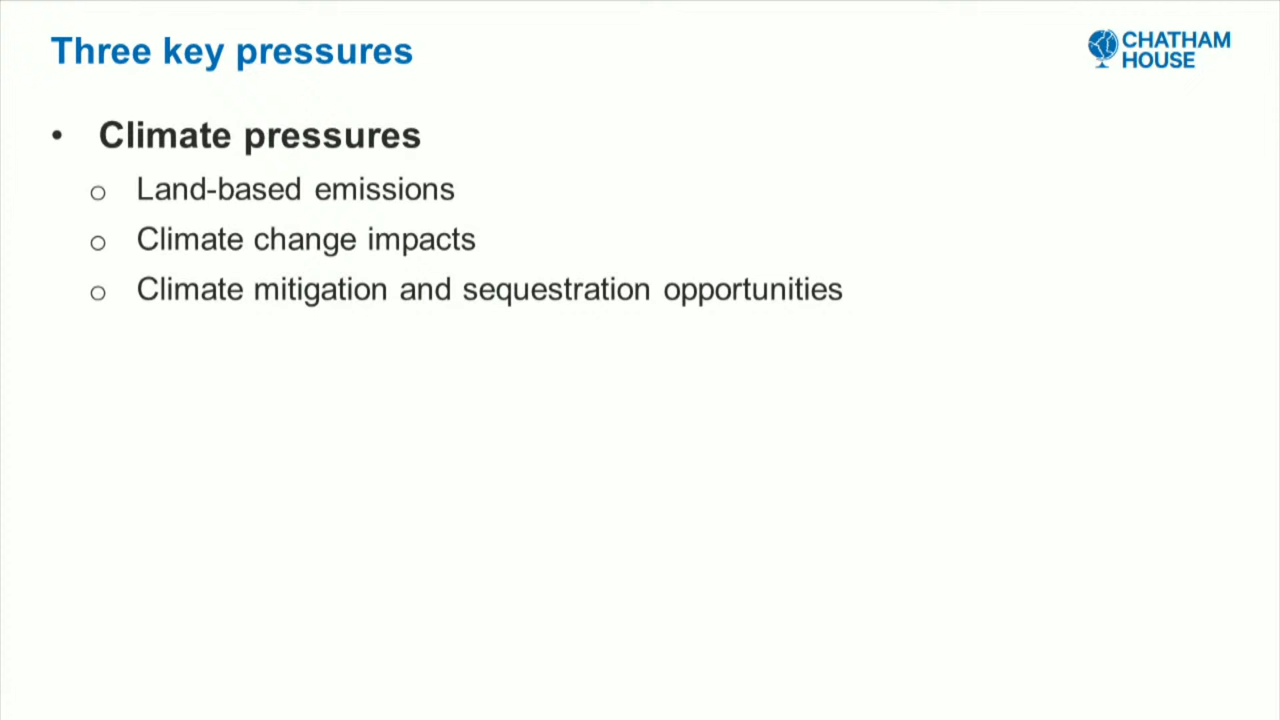 Three key pressures
CHATHAM
HOUSE
• Climate pressures
o Land-based emissions
o Climate change impacts
o Climate mitigation and sequestration opportunities